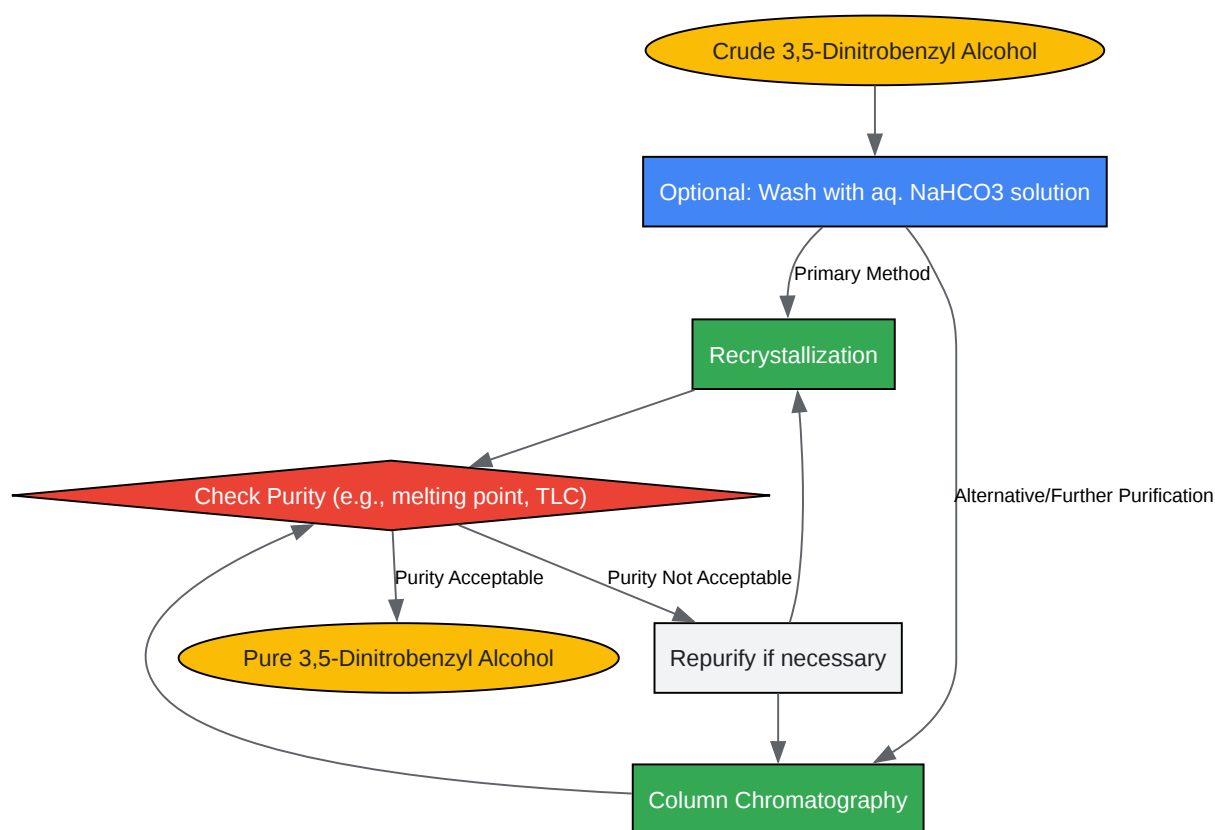 Crude 3,5-Dinitrobenzyl Alcohol
Optional: Wash with aq. NaHCO3 solution
Primary Method
Recrystallization
Check Purity (e.g., melting point, TLC)
Alternative/Further Purification
Purity Acceptable
Purity Not Acceptable
Pure 3,5-Dinitrobenzyl Alcohol
Repurify if necessary
Column Chromatography